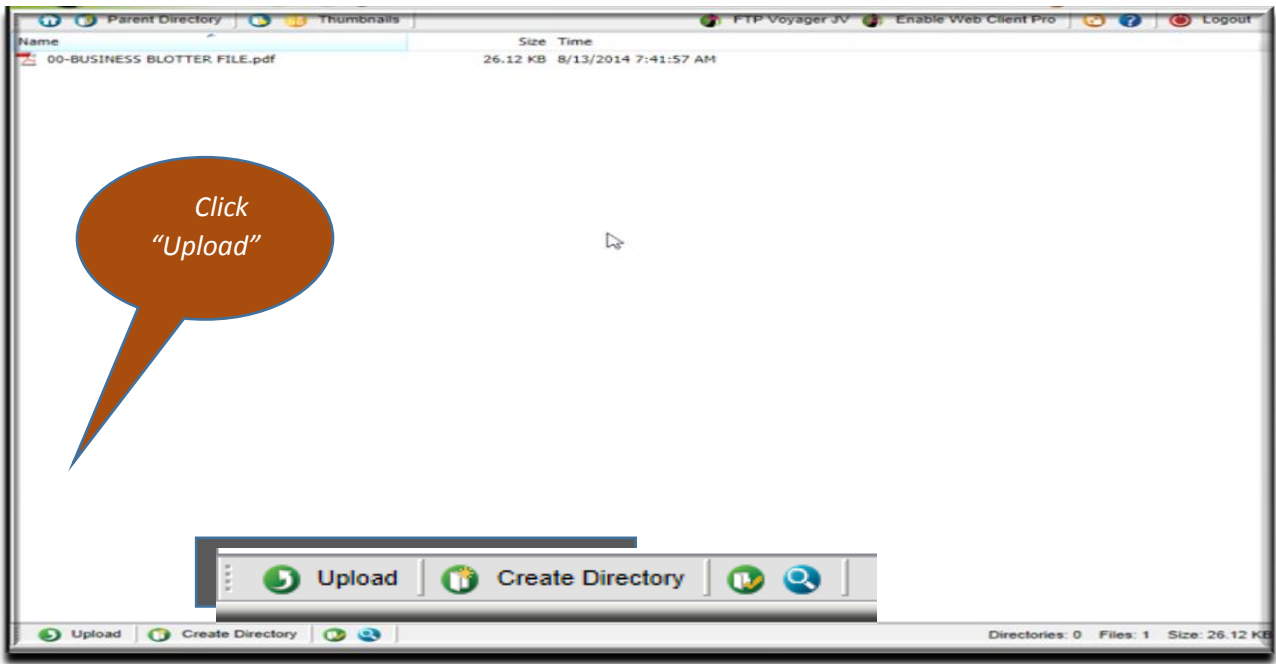 Parent Directory Thumbnails FTP Voyager JV Enable Web Client Pro Logout
Name Size Time
00-BUSINESS BLOTTER FILE.pdf 26.12 KB 8/13/2014 7:41:57 AM
Click
“Upload”
Upload Create Directory
Upload Create Directory Directories: 0 Files: 1 Size: 26.12 KB